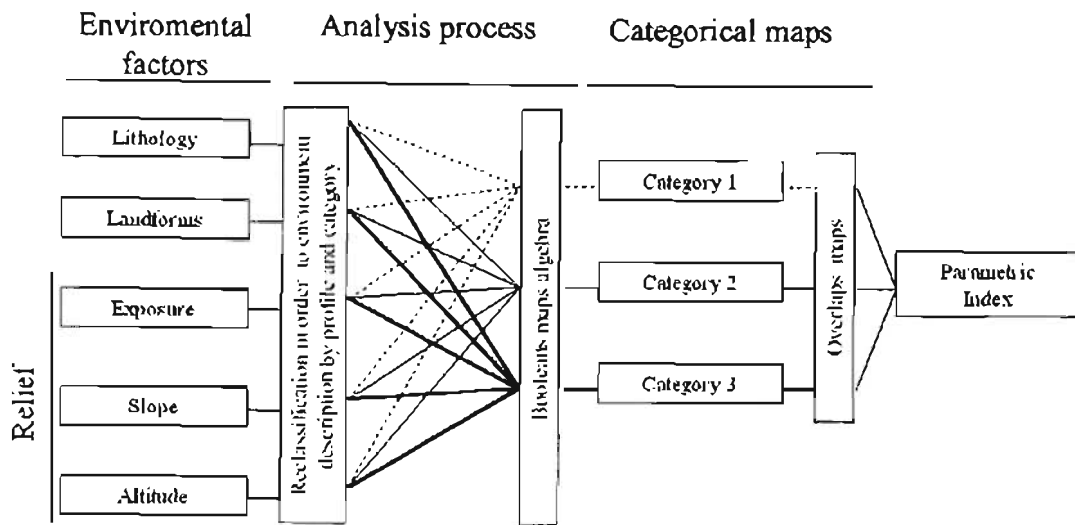 Enviromental
factors
Analysis process
Categorical maps
Lithology
Landforms
Exposure
Slope
Altitude
Relief
Reclassification in order to environment
description by profile and category
Booleans maps algebra
Category 1
Category 2
Category 3
Overlaps maps
Parametric
Index